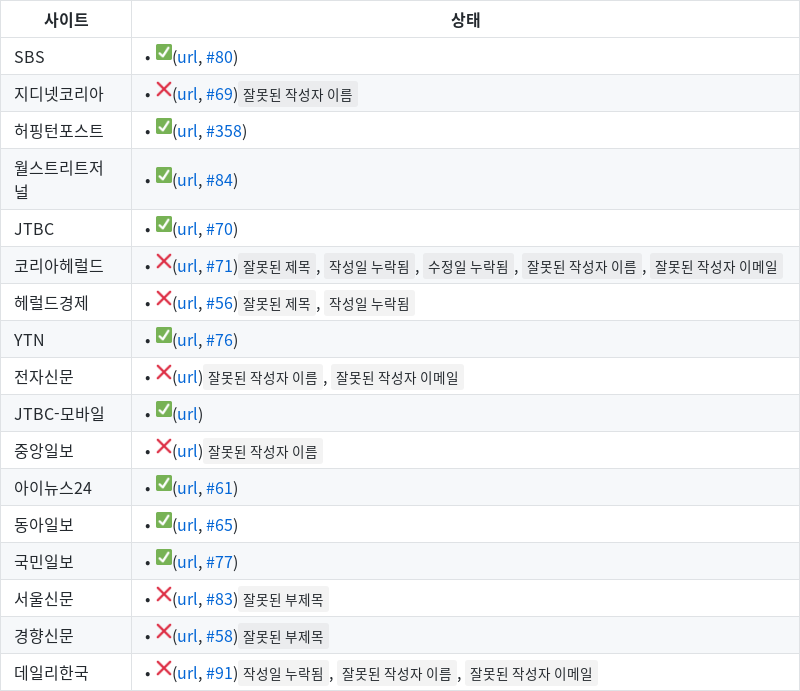 사이트 상태
SBS • ✅(url, #80)
지디넷코리아 • ❌(url, #69) 잘못된 작성자 이름
허핑턴포스트 • ✅(url, #358)
월스트리트저
널 • ✅(url, #84)
JTBC • ✅(url, #70)
코리아헤럴드 • ❌(url, #71) 잘못된 제목 , 작성일 누락됨 , 수정일 누락됨 , 잘못된 작성자 이름 , 잘못된 작성자 이메일
헤럴드경제 • ❌(url, #56) 잘못된 제목 , 작성일 누락됨
YTN • ✅(url, #76)
전자신문 • ❌(url) 잘못된 작성자 이름 , 잘못된 작성자 이메일
JTBC-모바일 • ✅(url)
중앙일보 • ❌(url) 잘못된 작성자 이름
아이뉴스24 • ✅(url, #61)
동아일보 • ✅(url, #65)
국민일보 • ✅(url, #77)
서울신문 • ❌(url, #83) 잘못된 부제목
경향신문 • ❌(url, #58) 잘못된 부제목
데일리한국 • ❌(url, #91) 작성일 누락됨 , 잘못된 작성자 이름 , 잘못된 작성자 이메일